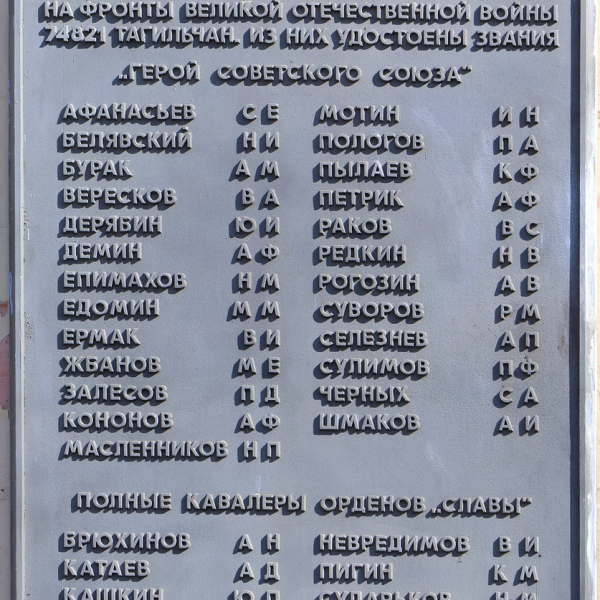 НА ФРОНТЫ ВЕЛИКОЙ ОТЕЧЕСТВЕННОЙ ВОЙНЫ
74821 ТАГИЛЬЧАН. ИЗ НИХ УДОСТОЕНЫ ЗВАНИЯ
„ГЕРОЙ СОВЕТСКОГО СОЮЗА“
АФАНАСЬЕВ С Е МОТИН И Н
БЕЛЯВСКИЙ Н И ПОЛОГОВ П А
БУРАК А М ПЫЛАЕВ К Ф
ВЕРЕСКОВ В А ПЕТРИК А Ф
ДЕРЯБИН Ю И РАКОВ В С
ДЕМИН А Ф РЕДКИН Н В
ЕПИМАХОВ Н М РОГОЗИН А В
ЕДОМИН М М СУВОРОВ Р М
ЕРМАК В И СЕЛЕЗНЕВ А П
ЖБАНОВ М Е СУЛИМОВ П Ф
ЗАЛЕСОВ П Д ЧЕРНЫХ С А
КОНОНОВ А Ф ШМАКОВ А И
МАСЛЕННИКОВ Н П
ПОЛНЫЕ КАВАЛЕРЫ ОРДЕНОВ „СЛАВЫ“
БРЮХИНОВ А Н НЕВРЕДИМОВ В И
КАТАЕВ А Д ПИГИН К М
КАШКИН Ю П СУДАРЬКОВ Н М